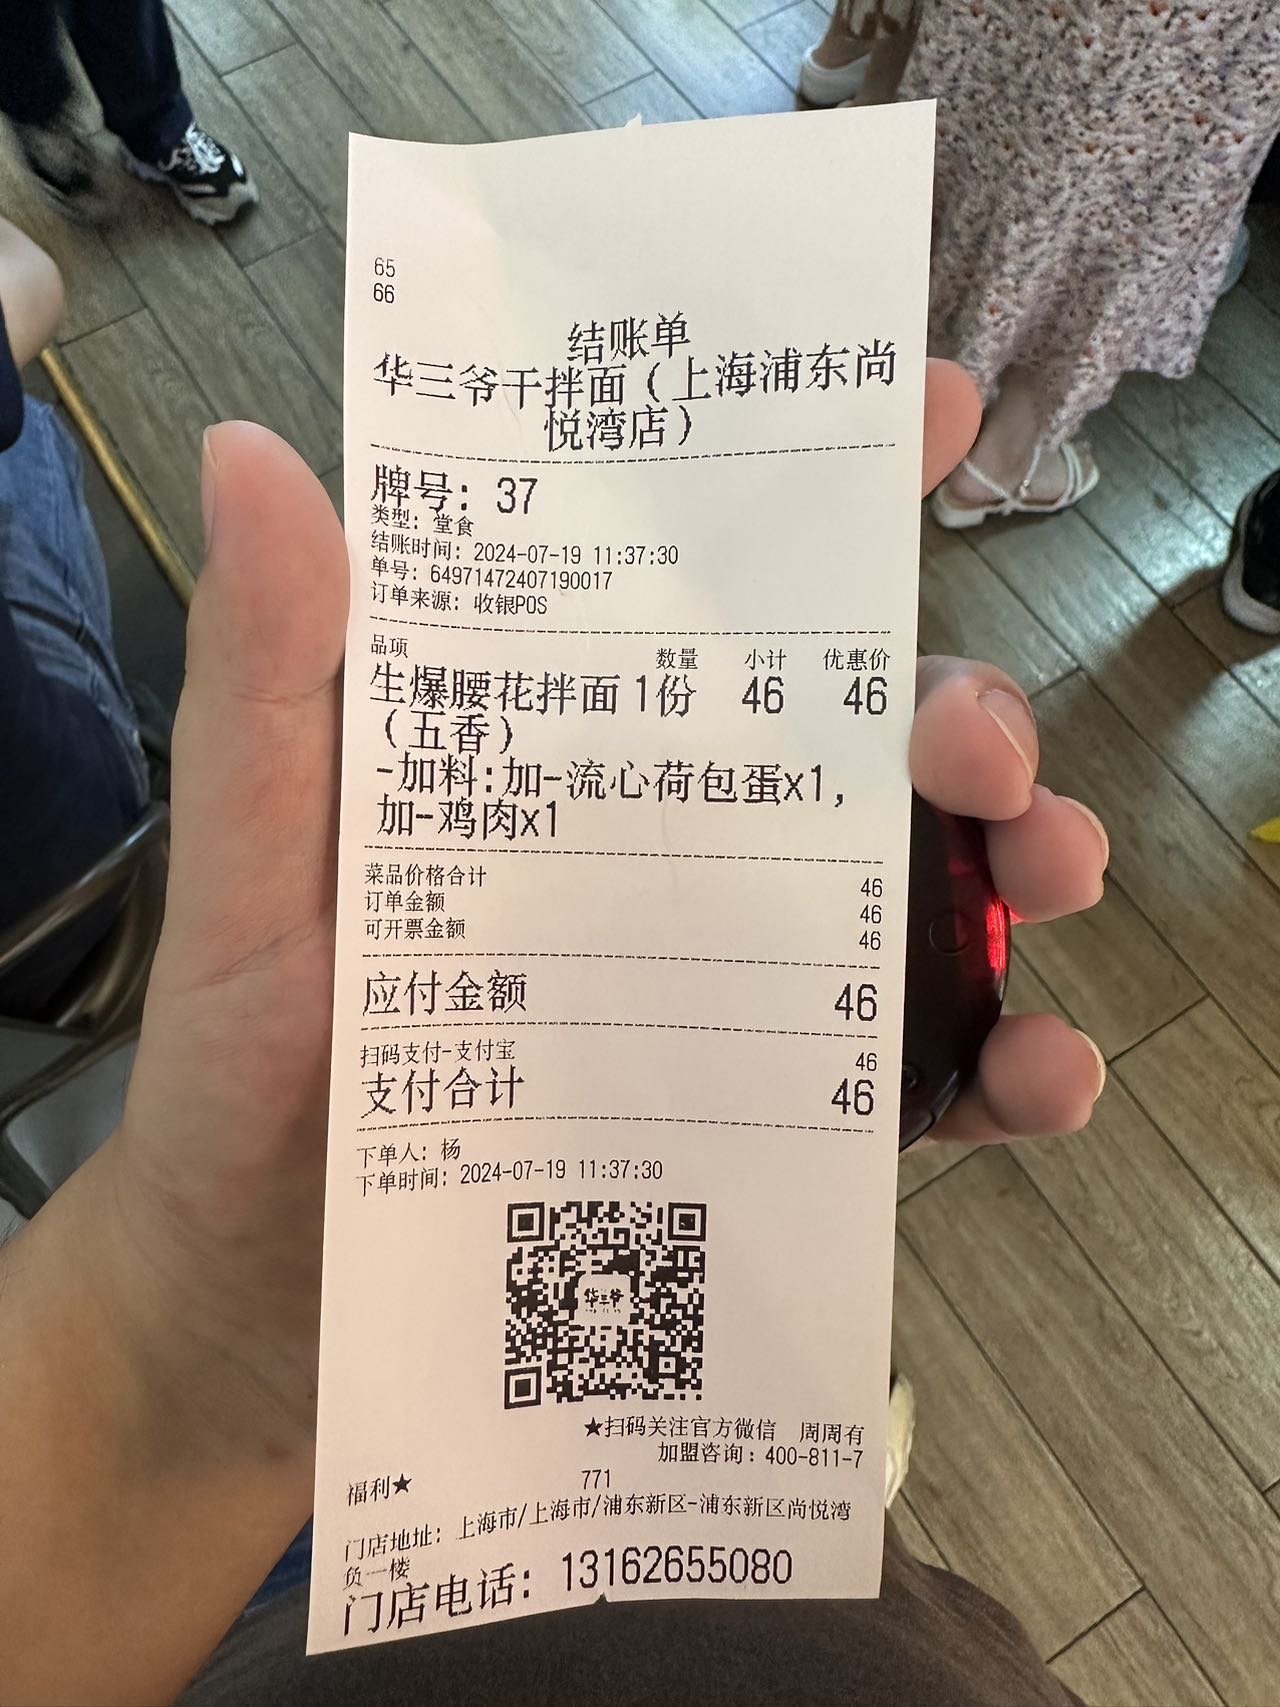 65
66
结账单
华三爷干拌面（上海浦东尚
悦湾店）
牌号: 37
类型: 堂食
结账时间: 2024-07-19 11:37:30
单号: 64971472407190017
订单来源: 收银POS
品项 数量 小计 优惠价
生爆腰花拌面 1份 46 46
（五香）
-加料:加-流心荷包蛋x1,
加-鸡肉x1
菜品价格合计 46
订单金额 46
可开票金额 46
应付金额 46
扫码支付-支付宝 46
支付合计 46
下单人: 杨
下单时间: 2024-07-19 11:37:30
华三爷
★扫码关注官方微信 周周有
加盟咨询: 400-811-7
福利★ 771
门店地址: 上海市/上海市/浦东新区-浦东新区尚悦湾
负一楼
门店电话: 13162655080